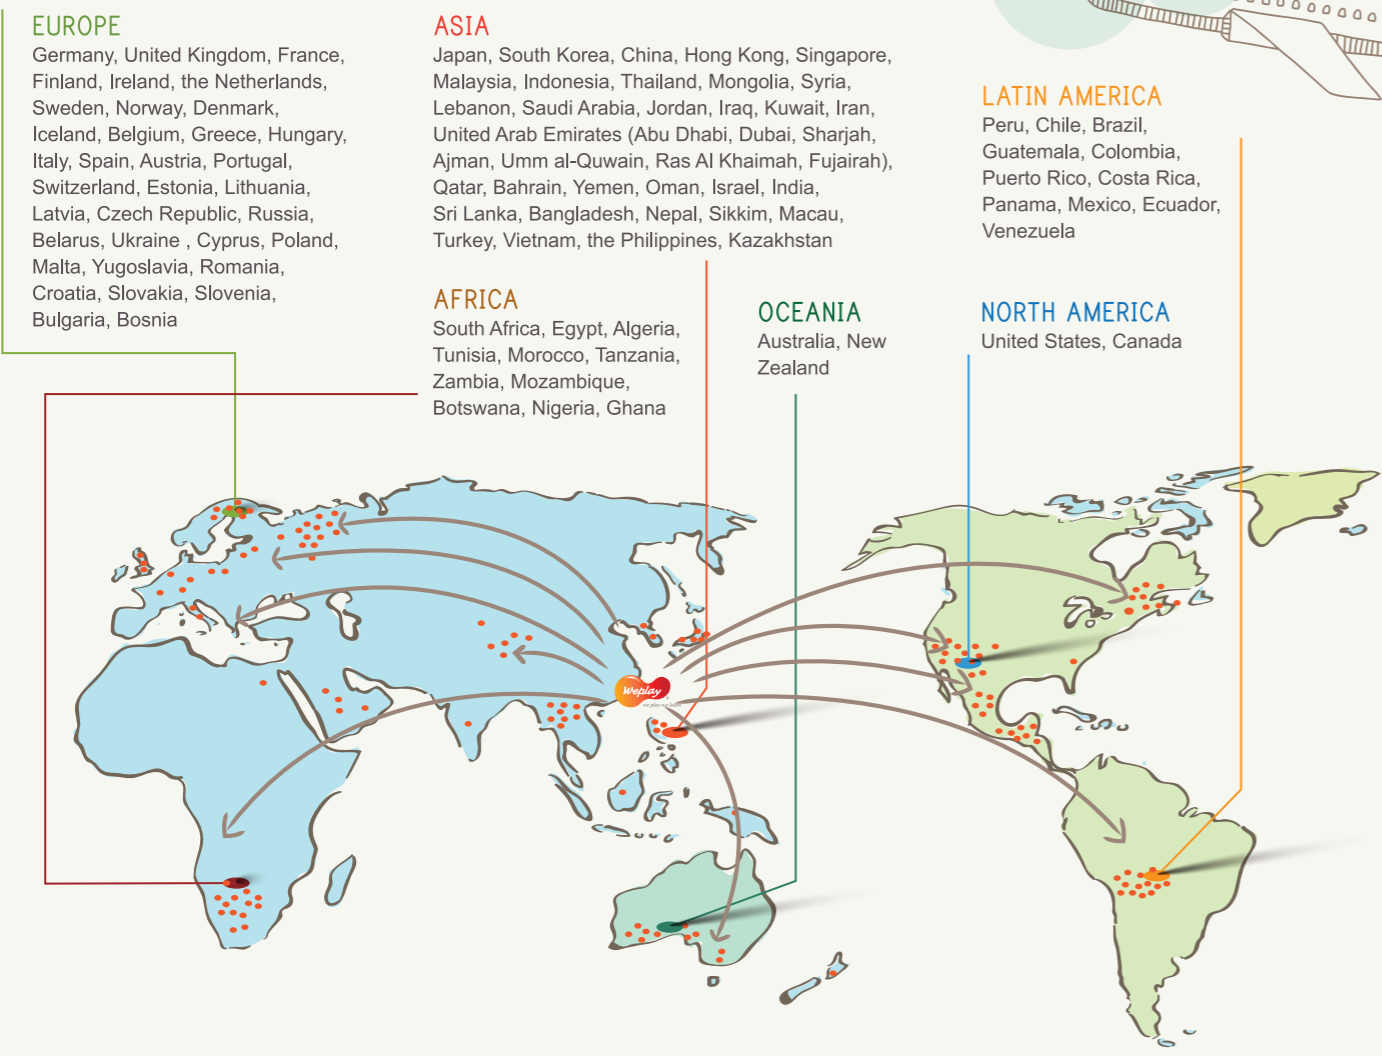 EUROPE
Germany, United Kingdom, France,
Finland, Ireland, the Netherlands,
Sweden, Norway, Denmark,
Iceland, Belgium, Greece, Hungary,
Italy, Spain, Austria, Portugal,
Switzerland, Estonia, Lithuania,
Latvia, Czech Republic, Russia,
Belarus, Ukraine , Cyprus, Poland,
Malta, Yugoslavia, Romania,
Croatia, Slovakia, Slovenia,
Bulgaria, Bosnia
ASIA
Japan, South Korea, China, Hong Kong, Singapore,
Malaysia, Indonesia, Thailand, Mongolia, Syria,
Lebanon, Saudi Arabia, Jordan, Iraq, Kuwait, Iran,
United Arab Emirates (Abu Dhabi, Dubai, Sharjah,
Ajman, Umm al-Quwain, Ras Al Khaimah, Fujairah),
Qatar, Bahrain, Yemen, Oman, Israel, India,
Sri Lanka, Bangladesh, Nepal, Sikkim, Macau,
Turkey, Vietnam, the Philippines, Kazakhstan
LATIN AMERICA
Peru, Chile, Brazil,
Guatemala, Colombia,
Puerto Rico, Costa Rica,
Panama, Mexico, Ecuador,
Venezuela
AFRICA
South Africa, Egypt, Algeria,
Tunisia, Morocco, Tanzania,
Zambia, Mozambique,
Botswana, Nigeria, Ghana
OCEANIA
Australia, New
Zealand
NORTH AMERICA
United States, Canada
Weplay
we play·we learn